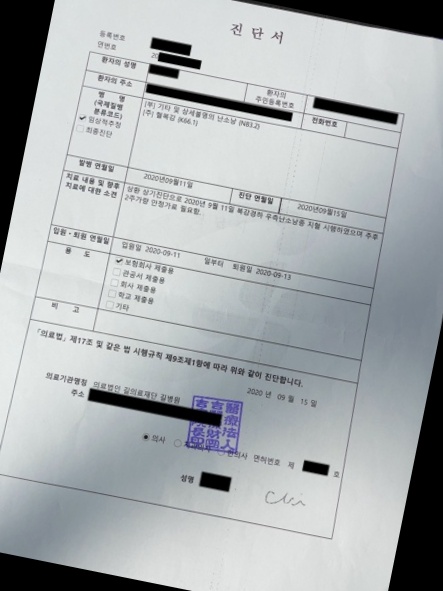 진 단 서
등록번호
연번호
20
환자의 성명
환자의 주민등록번호
환자의 주소
전화번호
병 명
(국제질병
분류코드)
임상적추정
최종진단
[부] 기타 및 상세불명의 난소낭 (N83.2)
(주) 혈복강 (K66.1)
발병 연월일
2020년09월11일
진단 연월일
2020년09월15일
치료 내용 및 향후
치료에 대한 소견
상환 상기진단으로 2020년 9월 11일 복강경하 우측난소낭종 지혈 시행하였으며 추후
2주가량 안정가료 필요함.
입원·퇴원 연월일
입원일 2020-09-11 일부터 퇴원일 2020-09-13
용 도
보험회사 제출용
관공서 제출용
회사 제출용
학교 제출용
기타
비 고
「의료법」 제17조 및 같은 법 시행규칙 제9조제1항에 따라 위와 같이 진단합니다.
2020 년 09 월 15 일
의료기관명칭 의료법인 길의료재단 길병원
주소
의사
한의사 면허번호 제 호
성명